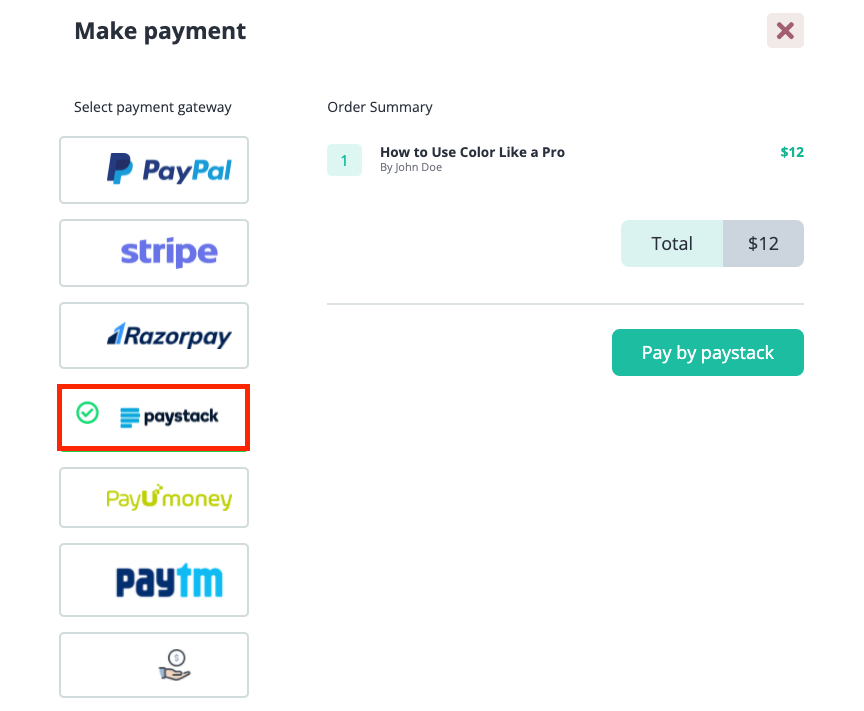 Make payment
Select payment gateway
PayPal
stripe
Razorpay
paystack
PayUmoney
paytm
$
Order Summary
1
How to Use Color Like a Pro
$12
By John Doe
Total
$12
Pay by paystack